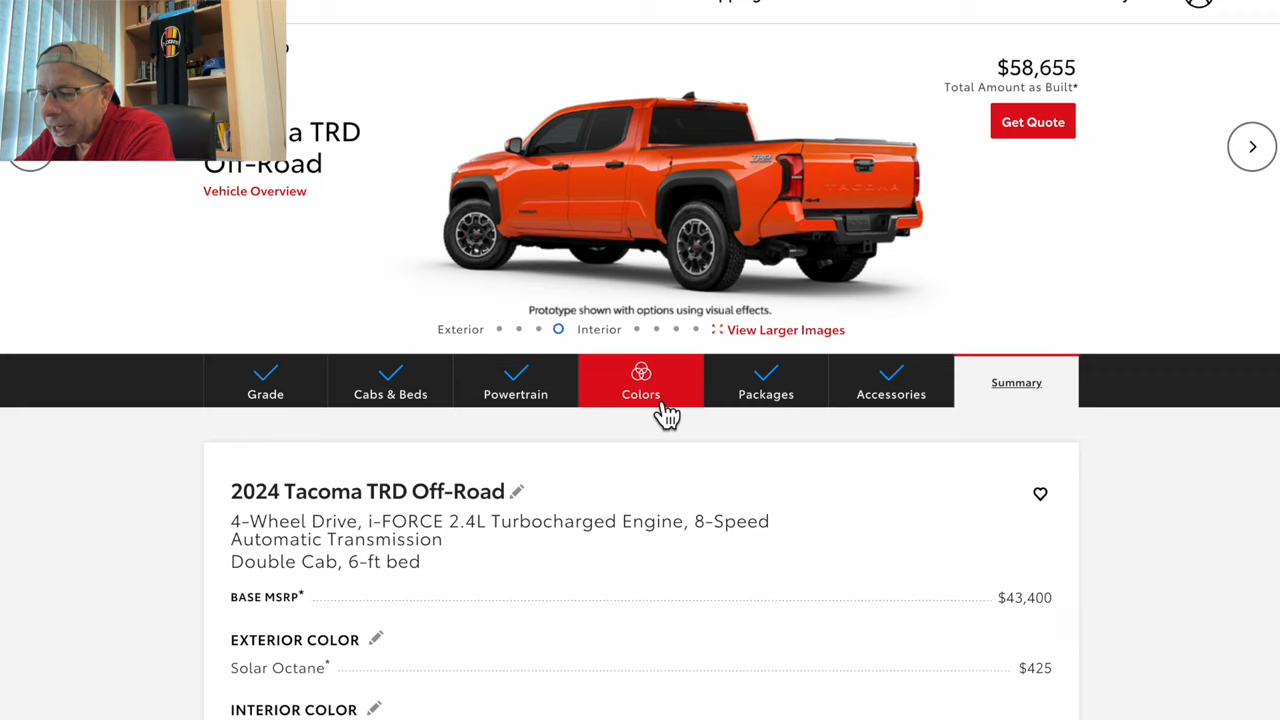 $58,655
Total Amount as Built*
Get Quote
a TRD
Off-Road
Vehicle Overview
TRD
TACOMA
4x4
Prototype shown with options using visual effects.
Exterior
Interior
View Larger Images
Grade
Cabs & Beds
Powertrain
Colors
Packages
Accessories
Summary
2024 Tacoma TRD Off-Road
4-Wheel Drive, i-FORCE 2.4L Turbocharged Engine, 8-Speed
Automatic Transmission
Double Cab, 6-ft bed
BASE MSRP* $43,400
EXTERIOR COLOR
Solar Octane* $425
INTERIOR COLOR